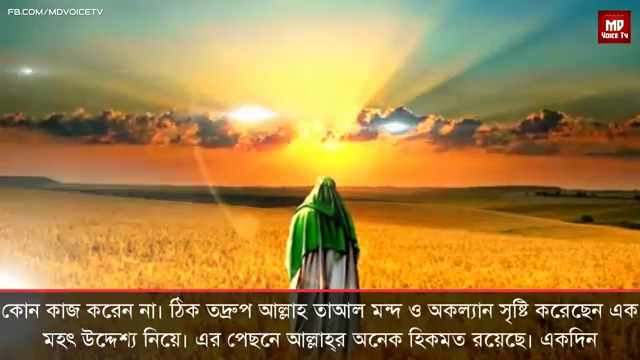 FB.COM/MDVOICETV
MD
Voice Tv
কোন কাজ করেন না। ঠিক তদ্রুপ আল্লাহ তাআল মন্দ ও অকল্যান সৃষ্টি করেছেন এক
মহৎ উদ্দেশ্য নিয়ে। এর পেছনে আল্লাহ্‌র অনেক হিকমত রয়েছে। একদিন